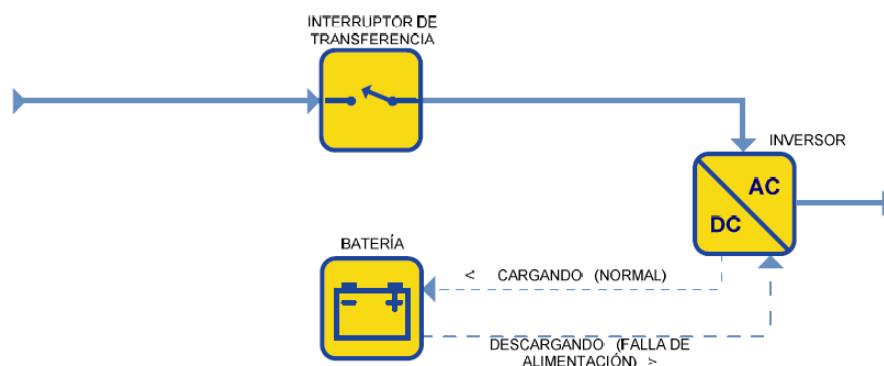 INTERRUPTOR DE
TRANSFERENCIA
INVERSOR
AC
DC
BATERÍA
< CARGANDO (NORMAL)
DESCARGANDO (FALLA DE
ALIMENTACIÓN) >